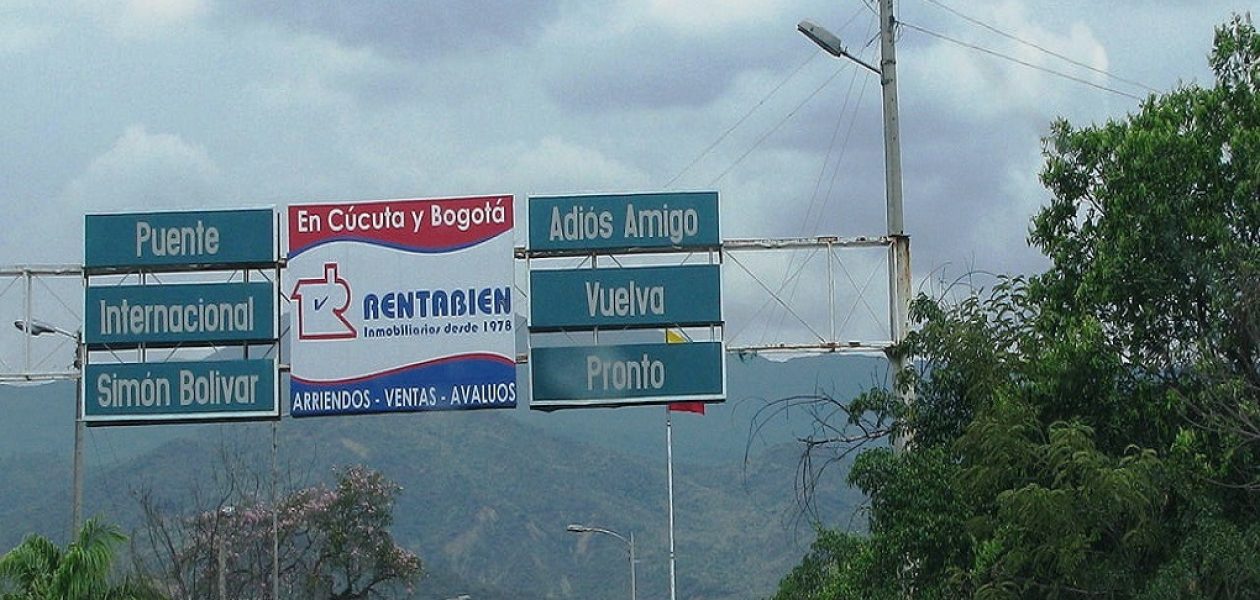 Puente
Internacional
Simón Bolivar
En Cúcuta y Bogotá
RENTABIEN
Inmobiliarios desde 1978
ARRIENDOS - VENTAS - AVALUOS
Adiós Amigo
Vuelva
Pronto